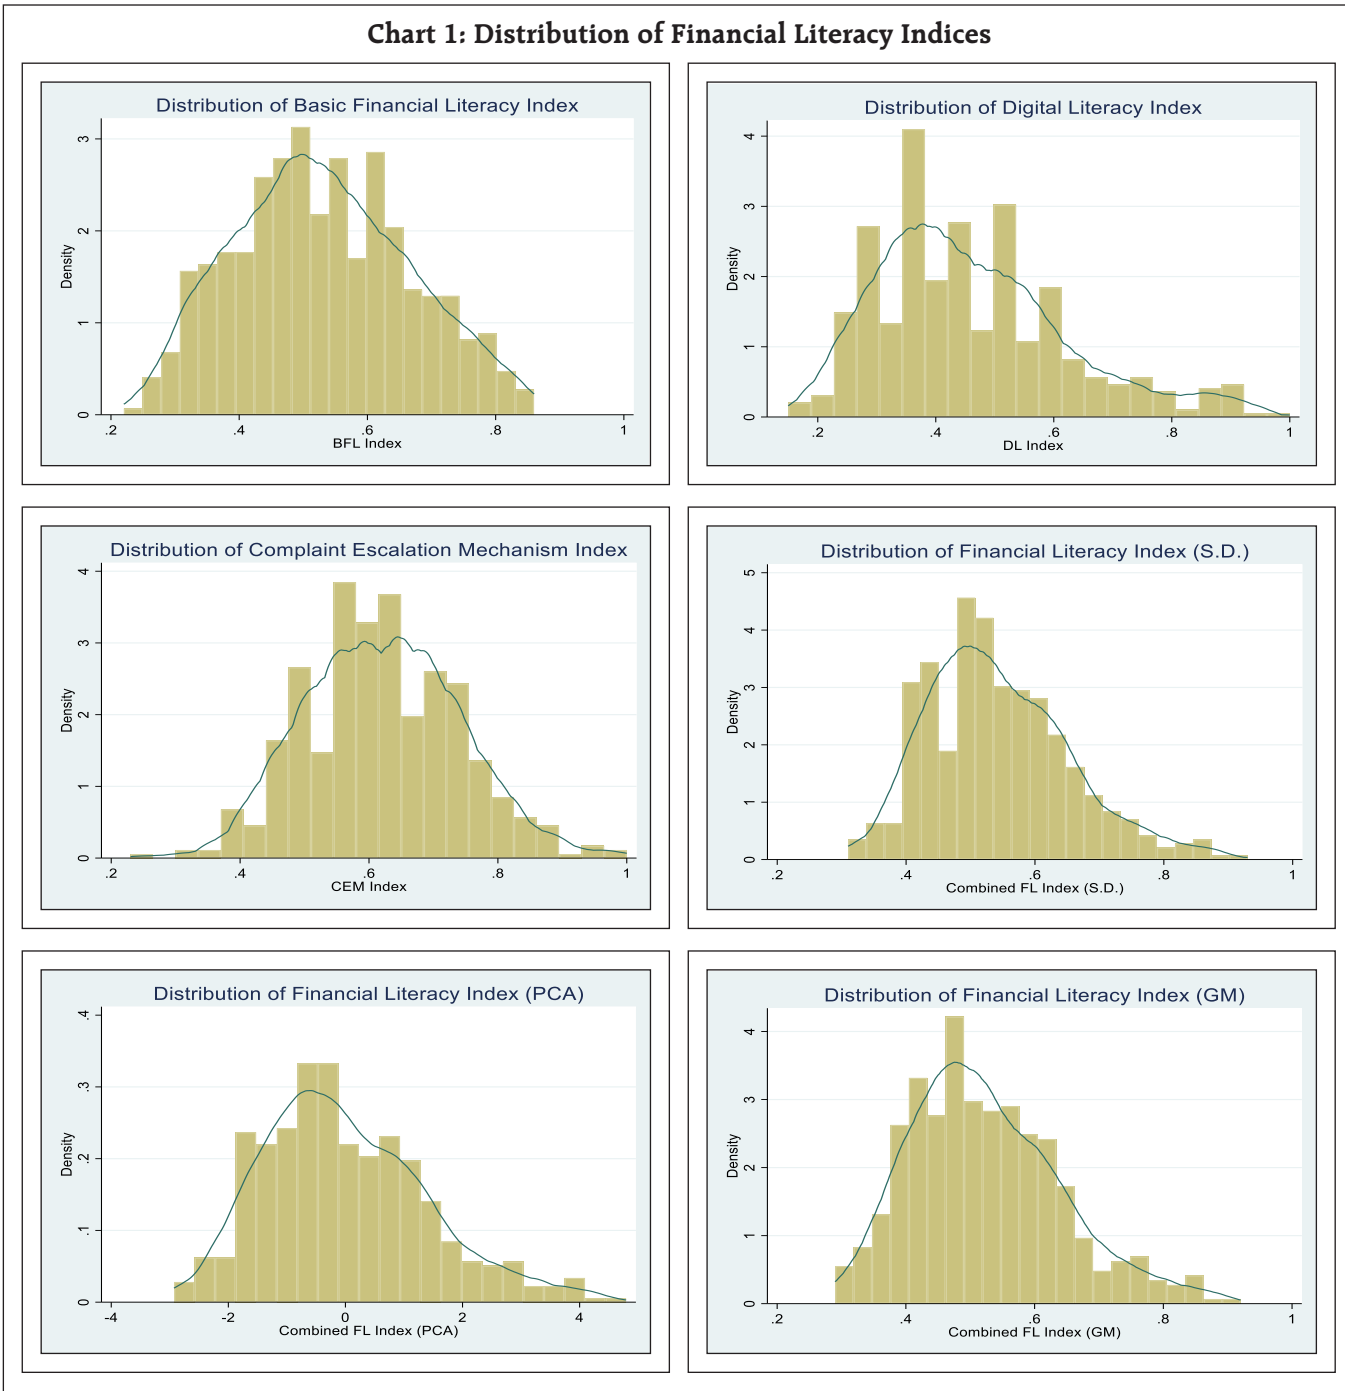 Chart 1: Distribution of Financial Literacy Indices
Distribution of Basic Financial Literacy Index
Density
3
2
1
0
.2 .4 .6 .8 1
BFL Index
Distribution of Digital Literacy Index
Density
4
3
2
1
0
.2 .4 .6 .8 1
DL Index
Distribution of Complaint Escalation Mechanism Index
Density
4
3
2
1
0
.2 .4 .6 .8 1
CEM Index
Distribution of Financial Literacy Index (S.D.)
Density
5
4
3
2
1
0
.2 .4 .6 .8 1
Combined FL Index (S.D.)
Distribution of Financial Literacy Index (PCA)
Density
.4
.3
.2
.1
0
-4 -2 0 2 4
Combined FL Index (PCA)
Distribution of Financial Literacy Index (GM)
Density
4
3
2
1
0
.2 .4 .6 .8 1
Combined FL Index (GM)